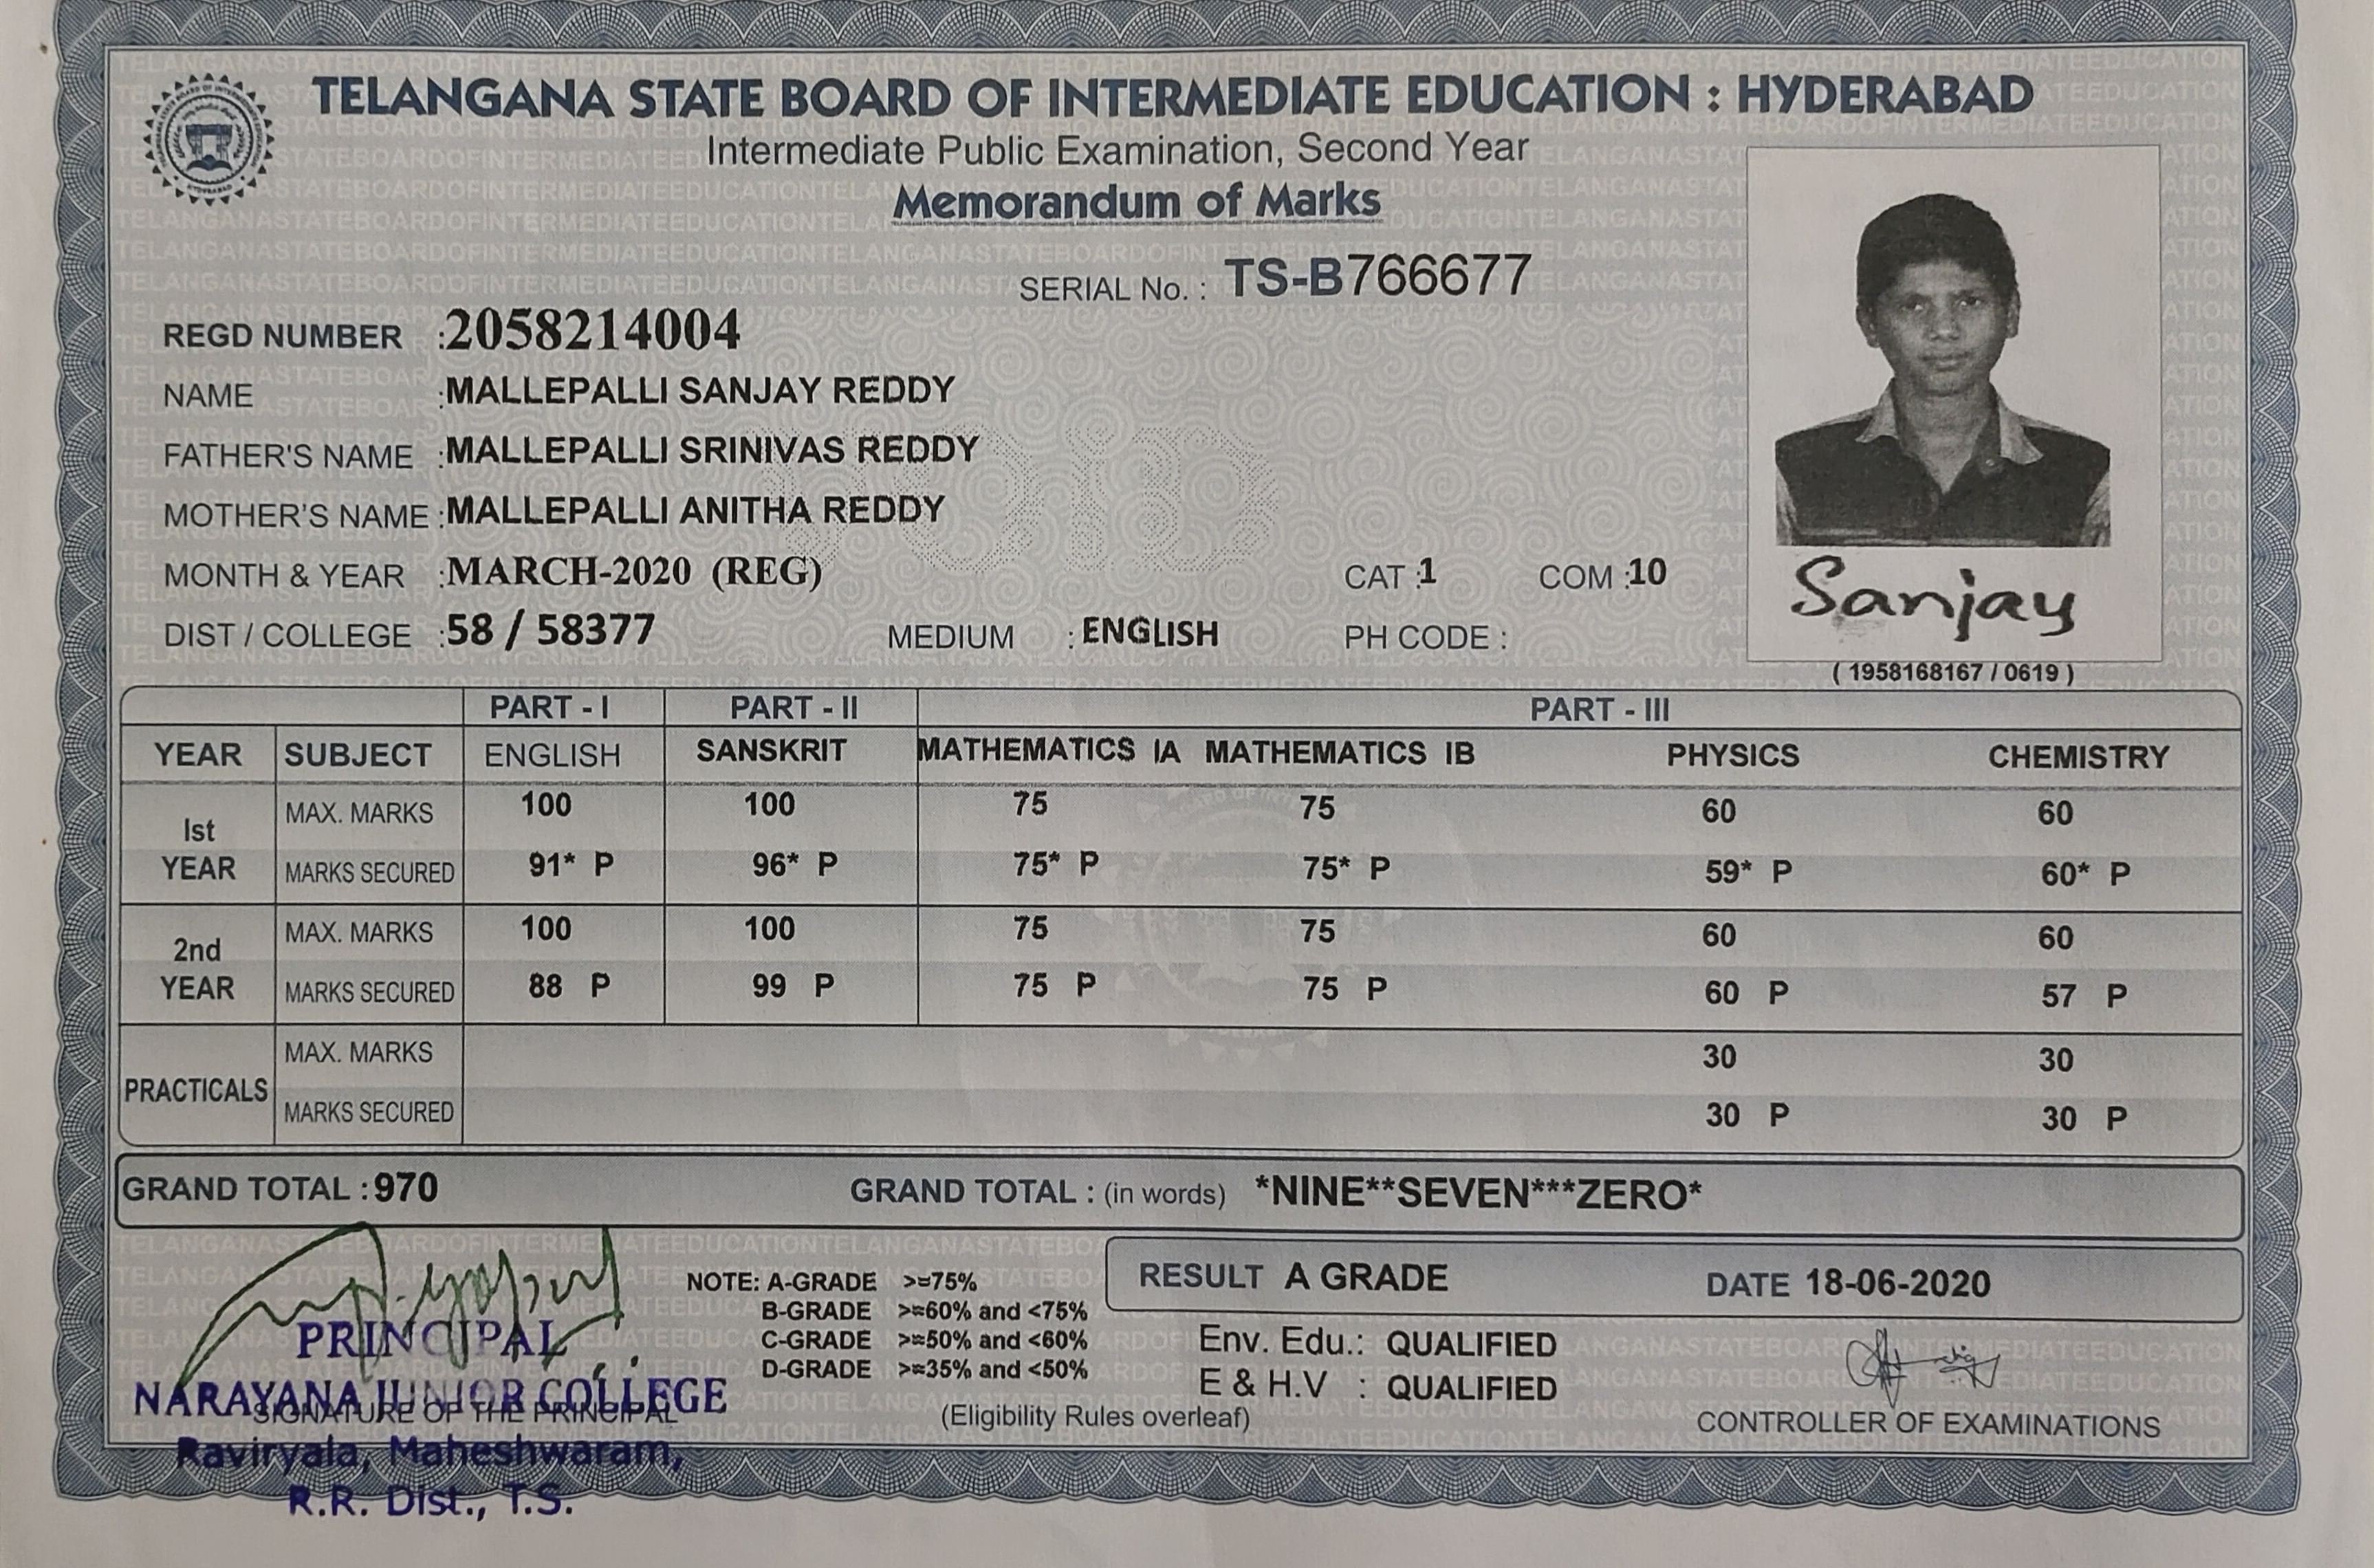 TELANGANA STATE BOARD OF INTERMEDIATE EDUCATION : HYDERABAD
Intermediate Public Examination, Second Year
Memorandum of Marks
SERIAL No. : TS-B766677
REGD NUMBER :2058214004
NAME :MALLEPALLI SANJAY REDDY
FATHER'S NAME :MALLEPALLI SRINIVAS REDDY
MOTHER'S NAME :MALLEPALLI ANITHA REDDY
MONTH & YEAR :MARCH-2020 (REG) CAT :1 COM :10
DIST / COLLEGE :58 / 58377 MEDIUM : ENGLISH PH CODE :
Sanjay
( 1958168167 / 0619 )
PART - I PART - II PART - III
YEAR SUBJECT ENGLISH SANSKRIT MATHEMATICS IA MATHEMATICS IB PHYSICS CHEMISTRY
Ist YEAR MAX. MARKS 100 100 75 75 60 60
MARKS SECURED 91* P 96* P 75* P 75* P 59* P 60* P
2nd YEAR MAX. MARKS 100 100 75 75 60 60
MARKS SECURED 88 P 99 P 75 P 75 P 60 P 57 P
PRACTICALS MAX. MARKS 30 30
MARKS SECURED 30 P 30 P
GRAND TOTAL : 970 GRAND TOTAL : (in words) *NINE**SEVEN***ZERO*
RESULT A GRADE DATE 18-06-2020
NOTE: A-GRADE >=75%
B-GRADE >=60% and <75%
C-GRADE >=50% and <60%
D-GRADE >=35% and <50%
(Eligibility Rules overleaf)
Env. Edu.: QUALIFIED
E & H.V : QUALIFIED
CONTROLLER OF EXAMINATIONS
PRINCIPAL
NARAYANA JUNIOR COLLEGE
SIGNATURE OF THE PRINCIPAL
Raviryala, Maheshwaram,
R.R. Dist., T.S.